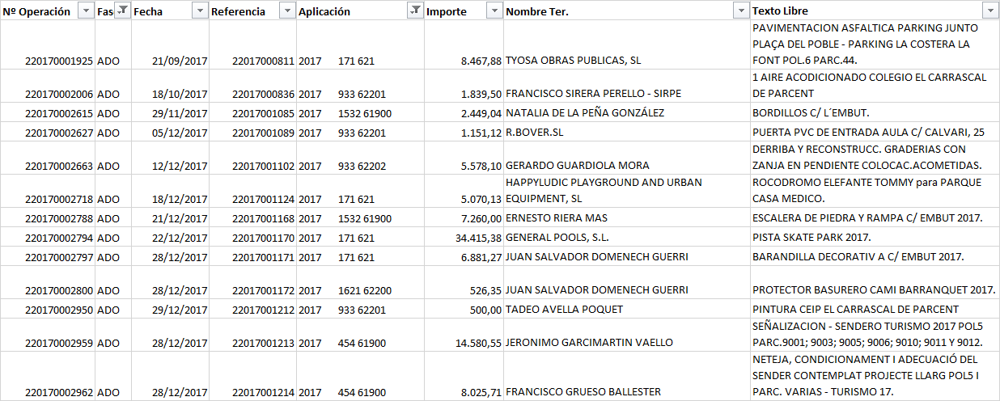 Nº Operación Fas Fecha Referencia Aplicación Importe Nombre Ter. Texto Libre
220170001925 ADO 21/09/2017 22017000811 2017 171 621 8.467,88 TYOSA OBRAS PUBLICAS, SL PAVIMENTACION ASFALTICA PARKING JUNTO
PLAÇA DEL POBLE - PARKING LA COSTERA LA
FONT POL.6 PARC.44.
220170002006 ADO 18/10/2017 22017000836 2017 933 62201 1.839,50 FRANCISCO SIRERA PERELLO - SIRPE 1 AIRE ACODICIONADO COLEGIO EL CARRASCAL
DE PARCENT
220170002615 ADO 29/11/2017 22017001085 2017 1532 61900 2.449,04 NATALIA DE LA PEÑA GONZÁLEZ BORDILLOS C/ L´EMBUT.
220170002627 ADO 05/12/2017 22017001089 2017 933 62201 1.151,12 R.BOVER.SL PUERTA PVC DE ENTRADA AULA C/ CALVARI, 25
220170002663 ADO 12/12/2017 22017001102 2017 933 62202 5.578,10 GERARDO GUARDIOLA MORA DERRIBA Y RECONSTRUCC. GRADERIAS CON
ZANJA EN PENDIENTE COLOCAC.ACOMETIDAS.
220170002718 ADO 18/12/2017 22017001124 2017 171 621 5.070,13 HAPPYLUDIC PLAYGROUND AND URBAN
EQUIPMENT, SL ROCODROMO ELEFANTE TOMMY para PARQUE
CASA MEDICO.
220170002788 ADO 21/12/2017 22017001168 2017 1532 61900 7.260,00 ERNESTO RIERA MAS ESCALERA DE PIEDRA Y RAMPA C/ EMBUT 2017.
220170002794 ADO 22/12/2017 22017001170 2017 171 621 34.415,38 GENERAL POOLS, S.L. PISTA SKATE PARK 2017.
220170002797 ADO 28/12/2017 22017001171 2017 171 621 6.881,27 JUAN SALVADOR DOMENECH GUERRI BARANDILLA DECORATIV A C/ EMBUT 2017.
220170002800 ADO 28/12/2017 22017001172 2017 1621 62200 526,35 JUAN SALVADOR DOMENECH GUERRI PROTECTOR BASURERO CAMI BARRANQUET 2017.
220170002950 ADO 29/12/2017 22017001212 2017 933 62201 500,00 TADEO AVELLA POQUET PINTURA CEIP EL CARRASCAL DE PARCENT
220170002959 ADO 28/12/2017 22017001213 2017 454 61900 14.580,55 JERONIMO GARCIMARTIN VAELLO SEÑALIZACION - SENDERO TURISMO 2017 POL5
PARC.9001; 9003; 9005; 9006; 9010; 9011 Y 9012.
220170002962 ADO 28/12/2017 22017001214 2017 454 61900 8.025,71 FRANCISCO GRUESO BALLESTER NETEJA, CONDICIONAMENT I ADECUACIÓ DEL
SENDER CONTEMPLAT PROJECTE LLARG POL5 I
PARC. VARIAS - TURISMO 17.